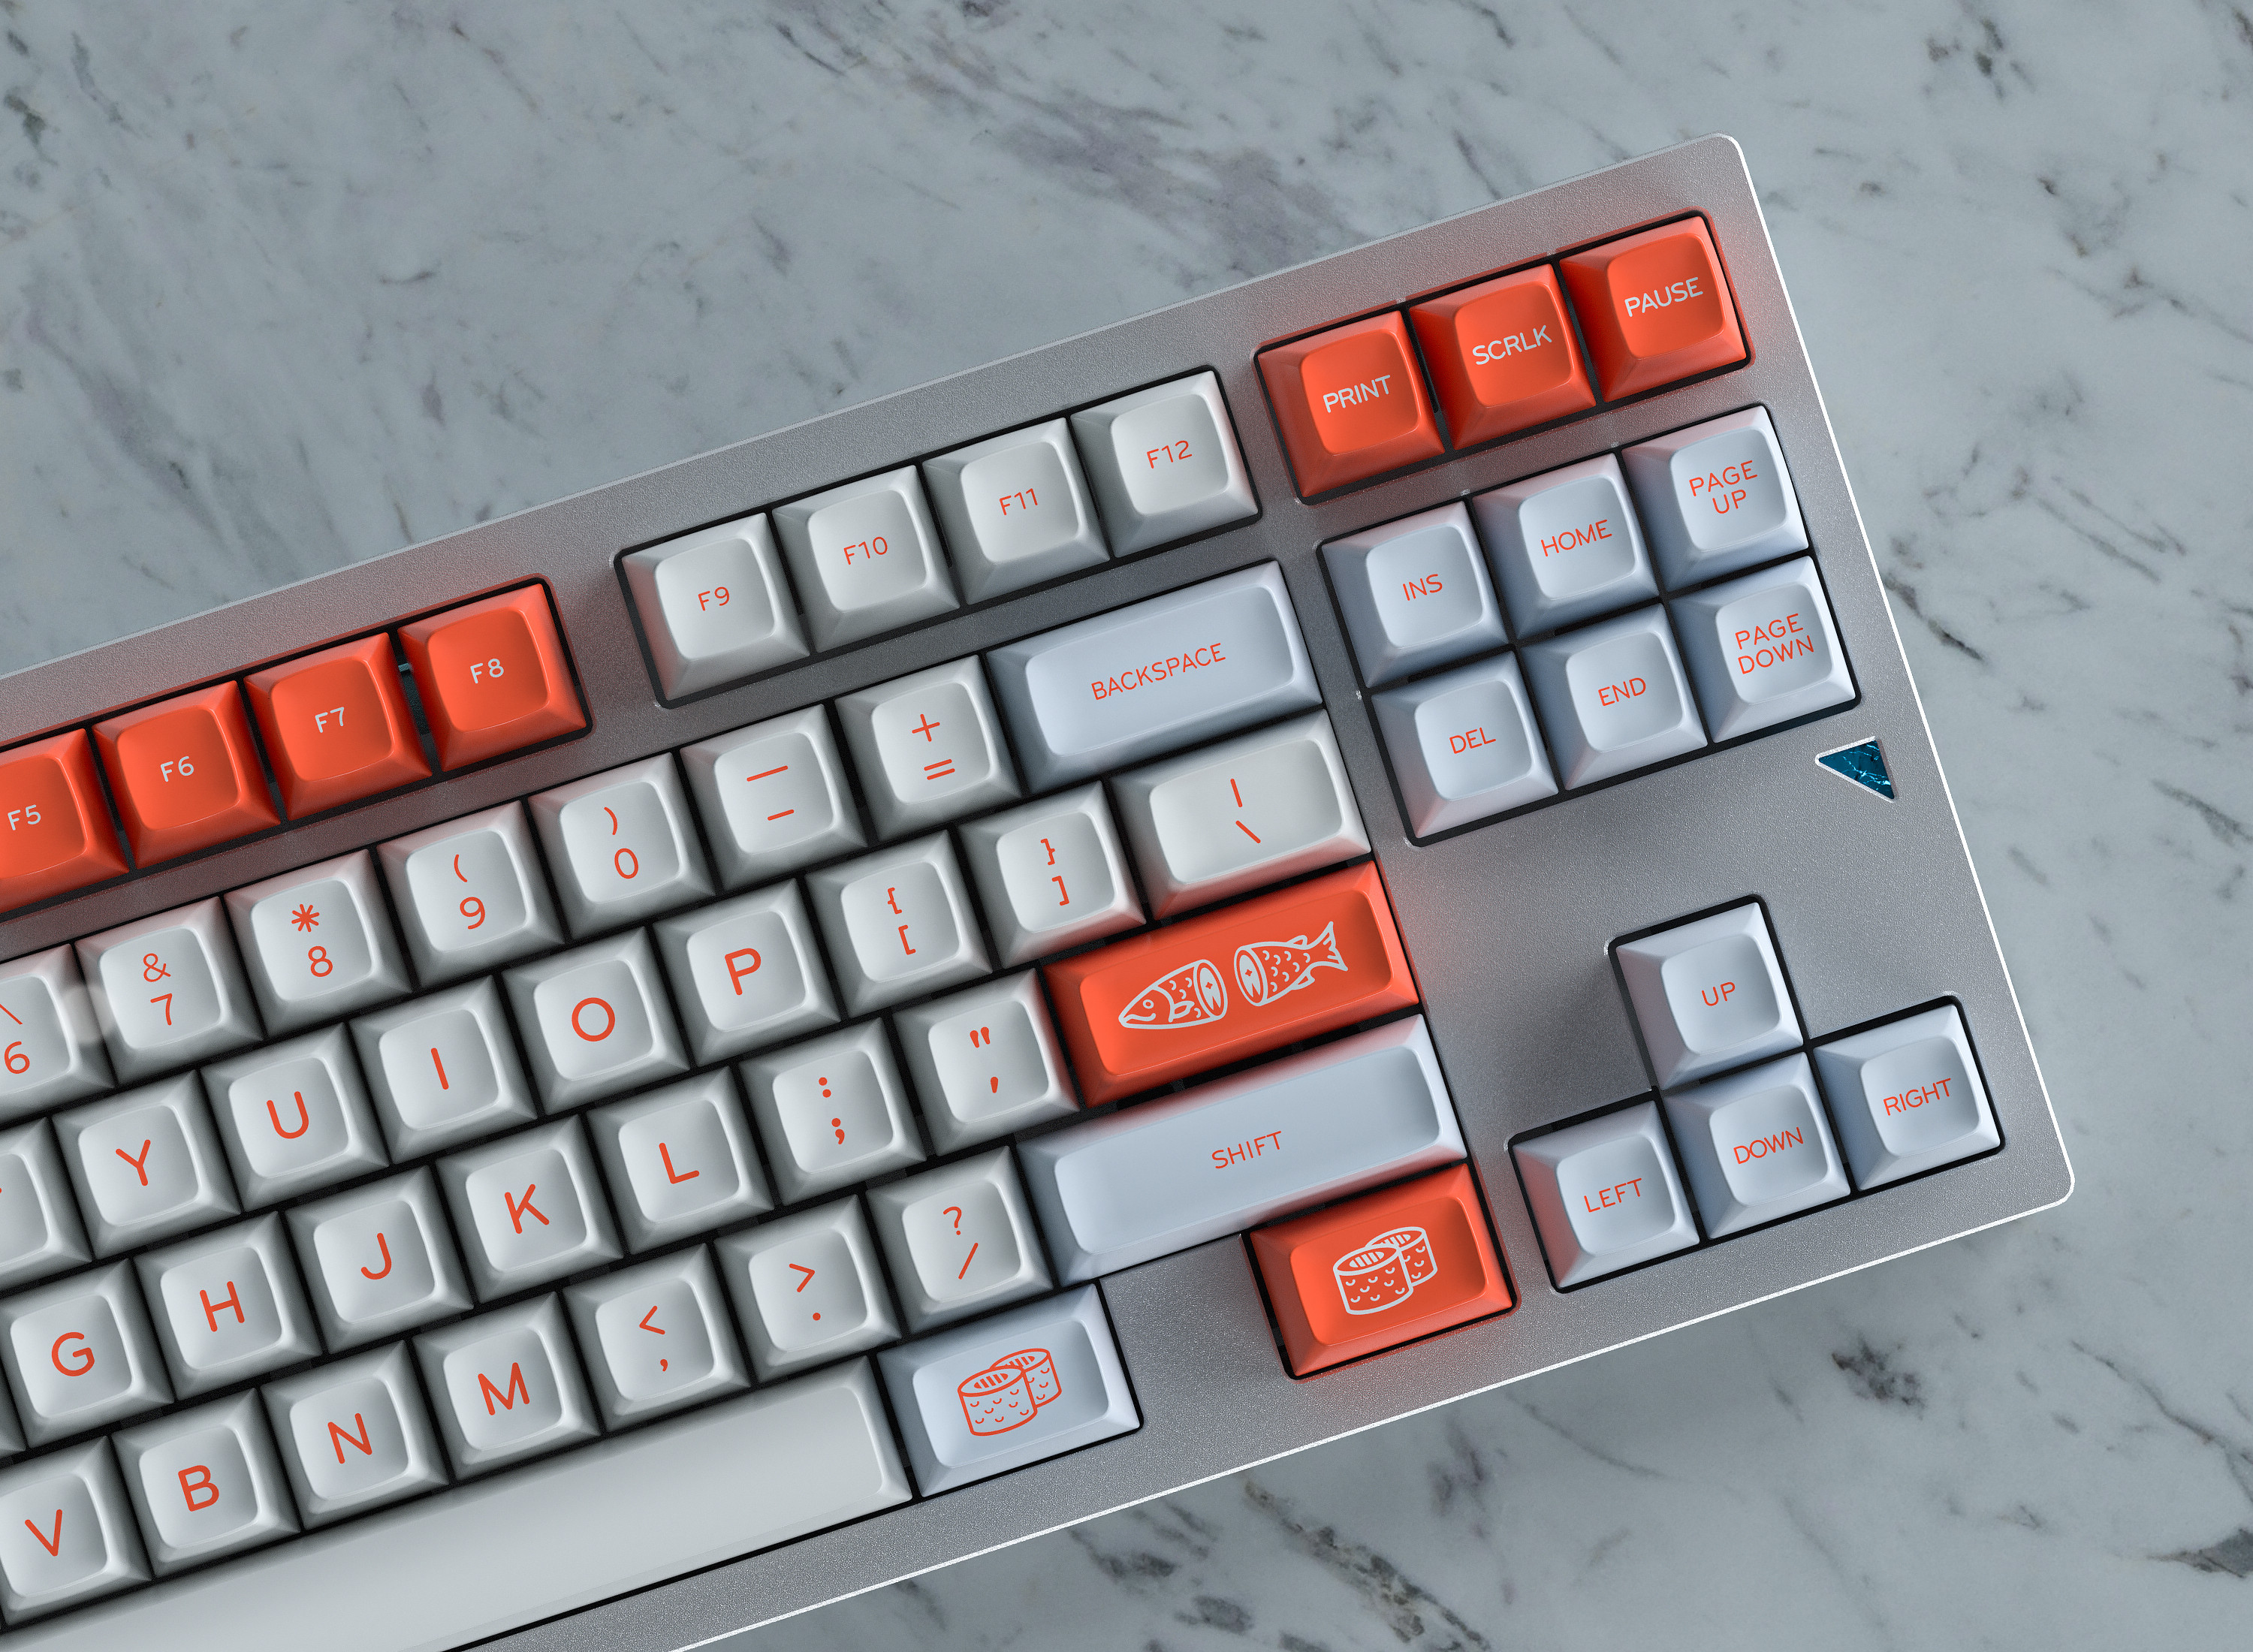 F5 F6 F7 F8 F9 F10 F11 F12 PRINT SCRLK PAUSE
6
& 7
* 8
( 9
) 0
— –
+ =
BACKSPACE
INS HOME PAGE UP
Y U I O P
{ [
} ]
| \
DEL END PAGE DOWN
G H J K L
: ;
" '
V B N M
< ,
> .
? /
SHIFT
UP
LEFT DOWN RIGHT